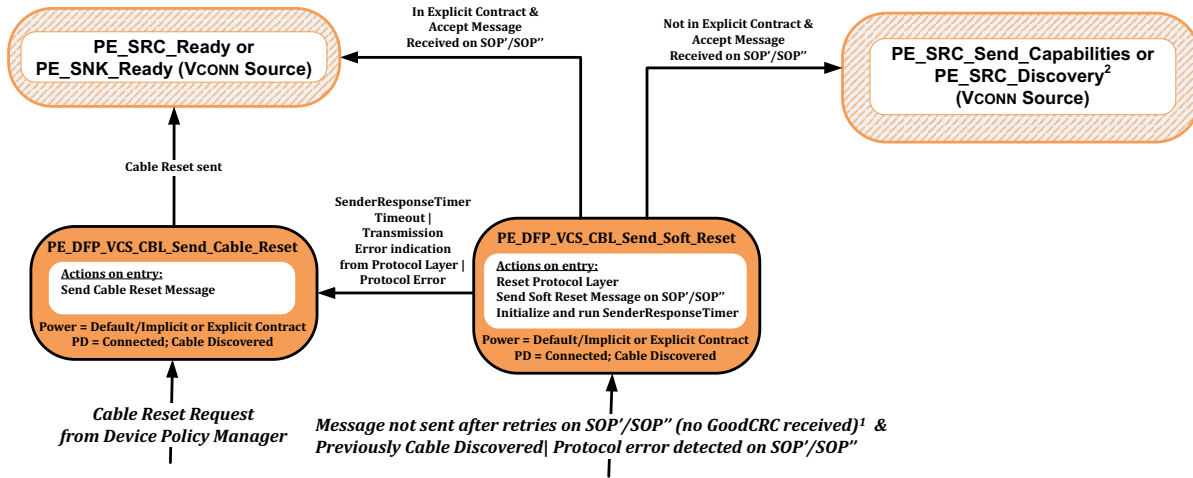 In Explicit Contract &
Accept Message
Received on SOP'/SOP''
Not in Explicit Contract &
Accept Message
Received on SOP'/SOP''
PE_SRC_Ready or
PE_SNK_Ready (VCONN Source)
PE_SRC_Send_Capabilities or
PE_SRC_Discovery²
(VCONN Source)
Cable Reset sent
SenderResponseTimer
Timeout |
Transmission
Error indication
from Protocol Layer |
Protocol Error
PE_DFP_VCS_CBL_Send_Cable_Reset
Actions on entry:
Send Cable Reset Message
Power = Default/Implicit or Explicit Contract
PD = Connected; Cable Discovered
PE_DFP_VCS_CBL_Send_Soft_Reset
Actions on entry:
Reset Protocol Layer
Send Soft Reset Message on SOP'/SOP''
Initialize and run SenderResponseTimer
Power = Default/Implicit or Explicit Contract
PD = Connected; Cable Discovered
Cable Reset Request
from Device Policy Manager
Message not sent after retries on SOP'/SOP'' (no GoodCRC received)¹ &
Previously Cable Discovered| Protocol error detected on SOP'/SOP''